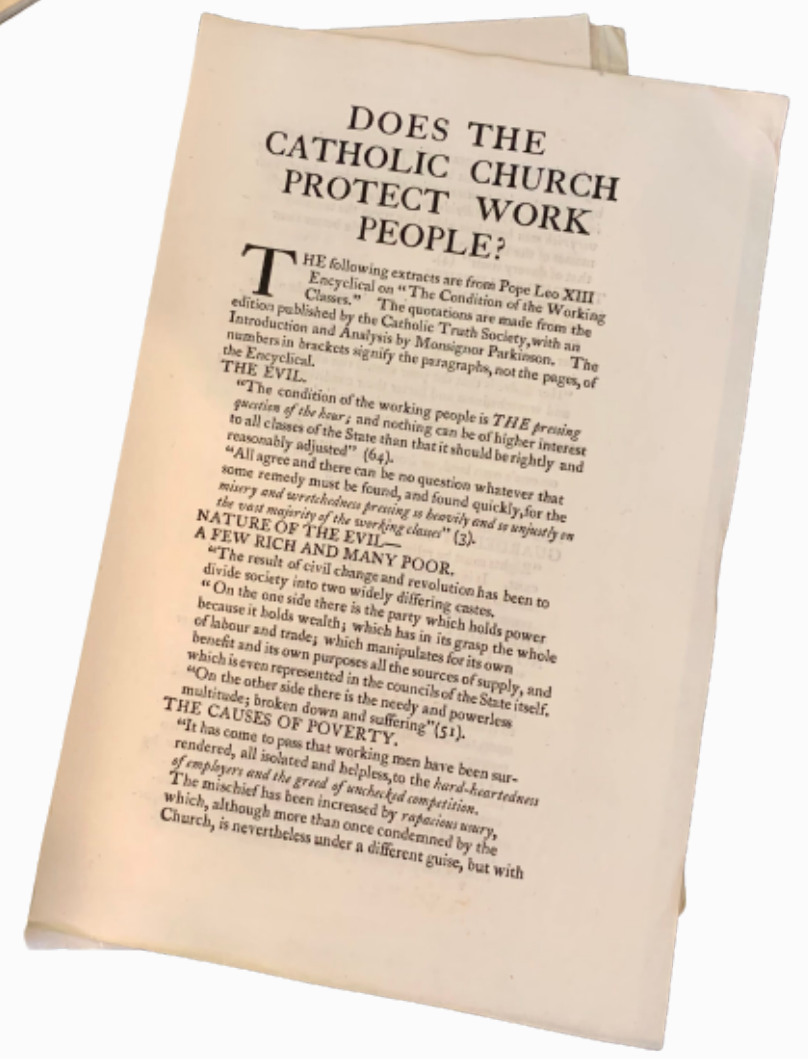 DOES THE
CATHOLIC CHURCH
PROTECT WORK
PEOPLE?
THE following extracts are from Pope Leo XIII
Encyclical on "The Condition of the Working
Classes." The quotations are made from the
edition published by the Catholic Truth Society, with an
Introduction and Analysis by Monsignor Parkinson. The
numbers in brackets signify the paragraphs, not the pages, of
the Encyclical.
THE EVIL.
"The condition of the working people is THE pressing
question of the hour; and nothing can be of higher interest
to all classes of the State than that it should be rightly and
reasonably adjusted" (64).
"All agree and there can be no question whatever that
some remedy must be found, and found quickly, for the
misery and wretchedness pressing so heavily and so unjustly on
the vast majority of the working classes" (3).
NATURE OF THE EVIL—
A FEW RICH AND MANY POOR.
"The result of civil change and revolution has been to
divide society into two widely differing castes.
"On the one side there is the party which holds power
because it holds wealth; which has in its grasp the whole
of labour and trade; which manipulates for its own
benefit and its own purposes all the sources of supply, and
which is even represented in the councils of the State itself.
"On the other side there is the needy and powerless
multitude; broken down and suffering" (51).
THE CAUSES OF POVERTY.
"It has come to pass that working men have been sur-
rendered, all isolated and helpless, to the hard-heartedness
of employers and the greed of unchecked competition.
The mischief has been increased by rapacious usury,
which, although more than once condemned by the
Church, is nevertheless under a different guise, but with